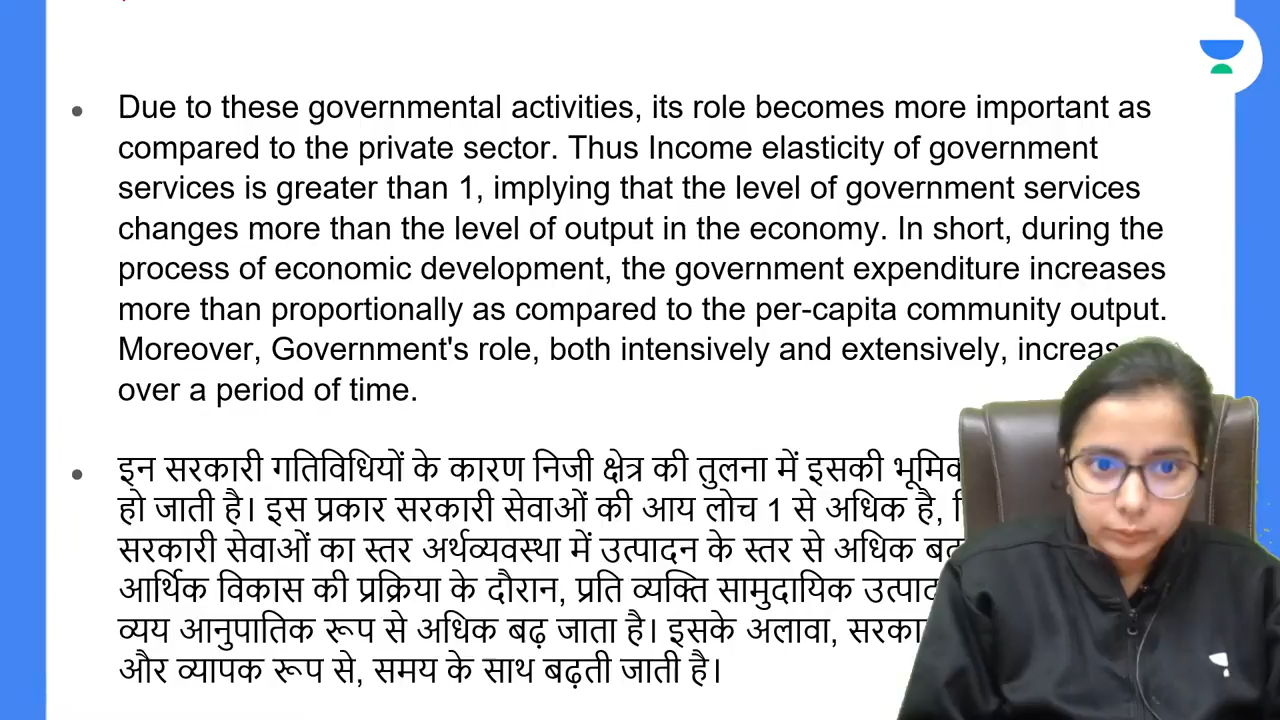 Due to these governmental activities, its role becomes more important as
compared to the private sector. Thus Income elasticity of government
services is greater than 1, implying that the level of government services
changes more than the level of output in the economy. In short, during the
process of economic development, the government expenditure increases
more than proportionally as compared to the per-capita community output.
Moreover, Government's role, both intensively and extensively,
over a period of time.
इन सरकारी गतिविधियों के कारण निजी क्षेत्र की तुलना में इसकी
हो जाती है। इस प्रकार सरकारी सेवाओं की आय लोच 1 से अधिक है,
सरकारी सेवाओं का स्तर अर्थव्यवस्था में उत्पादन के स्तर से अधिक
आर्थिक विकास की प्रक्रिया के दौरान, प्रति व्यक्ति सामुदायिक
व्यय आनुपातिक रूप से अधिक बढ़ जाता है। इसके अलावा,
और व्यापक रूप से, समय के साथ बढ़ती जाती है।